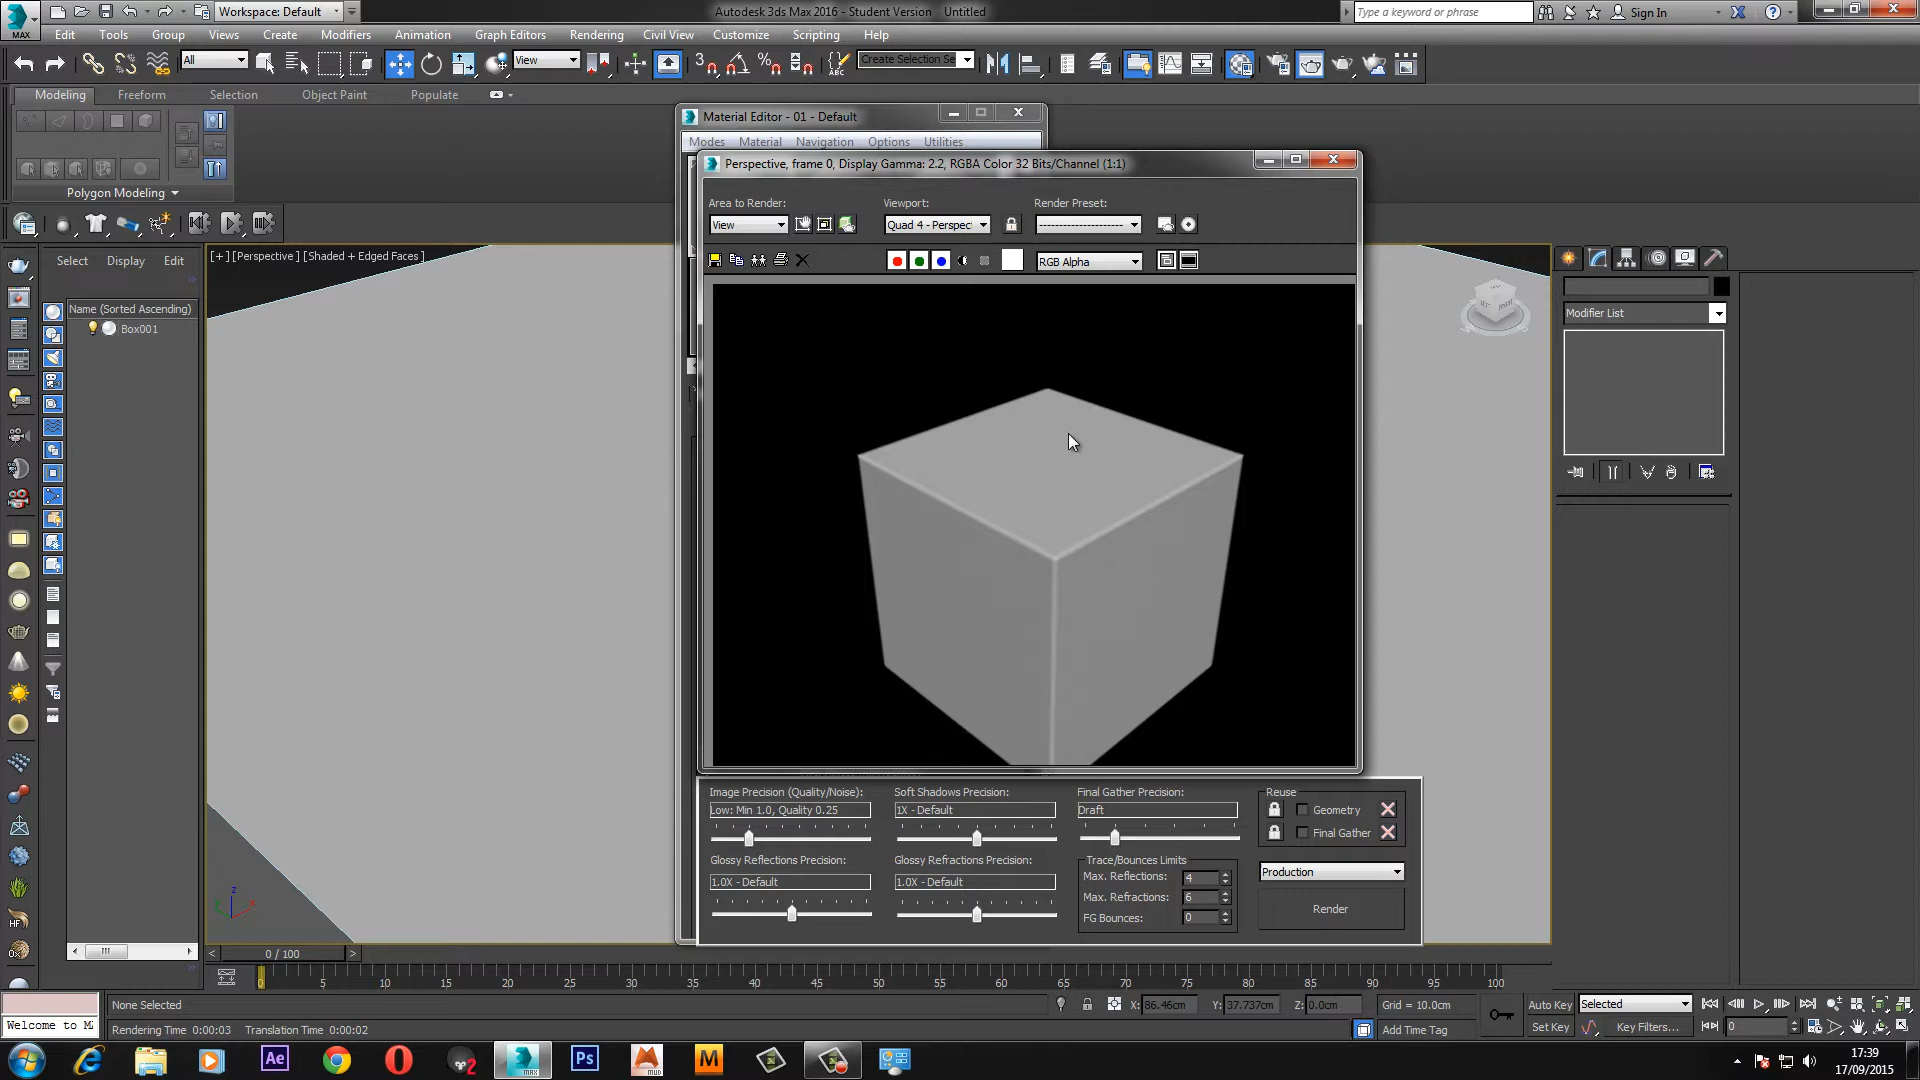 Workspace: Default
Autodesk 3ds Max 2016 - Student Version    Untitled
Type a keyword or phrase
Sign In
MAX
Edit Tools Group Views Create Modifiers Animation Graph Editors Rendering Civil View Customize Scripting Help
All
View
Create Selection Se
Modeling Freeform Selection Object Paint Populate
Polygon Modeling
Material Editor - 01 - Default
Modes Material Navigation Options Utilities
Perspective, frame 0, Display Gamma: 2.2, RGBA Color 32 Bits/Channel (1:1)
Area to Render:
Viewport:
Render Preset:
View
Quad 4 - Perspect
RGB Alpha
[+] [Perspective ] [Shaded + Edged Faces ]
Select Display Edit
Name (Sorted Ascending)
Box001
Modifier List
Image Precision (Quality/Noise):
Low: Min 1.0, Quality 0.25
Soft Shadows Precision:
1X - Default
Final Gather Precision:
Draft
Reuse
Geometry
Final Gather
Glossy Reflections Precision:
1.0X - Default
Glossy Refractions Precision:
1.0X - Default
Trace/Bounces Limits
Max. Reflections: 4
Max. Refractions: 6
FG Bounces: 0
Production
Render
z
x
HF
0 / 100
0 5 10 15 20 25 30 35 40 45 50 55 60 65 70 75 80 85 90 95 100
None Selected
X: 86.46cm Y: 37.737cm Z: 0.0cm Grid = 10.0cm
Auto Key Selected
Welcome to M
Rendering Time 0:00:03 Translation Time 0:00:02
Add Time Tag
Set Key Key Filters... 0
Ae
2
MAX
Ps
MUD
M
17:39
17/09/2015